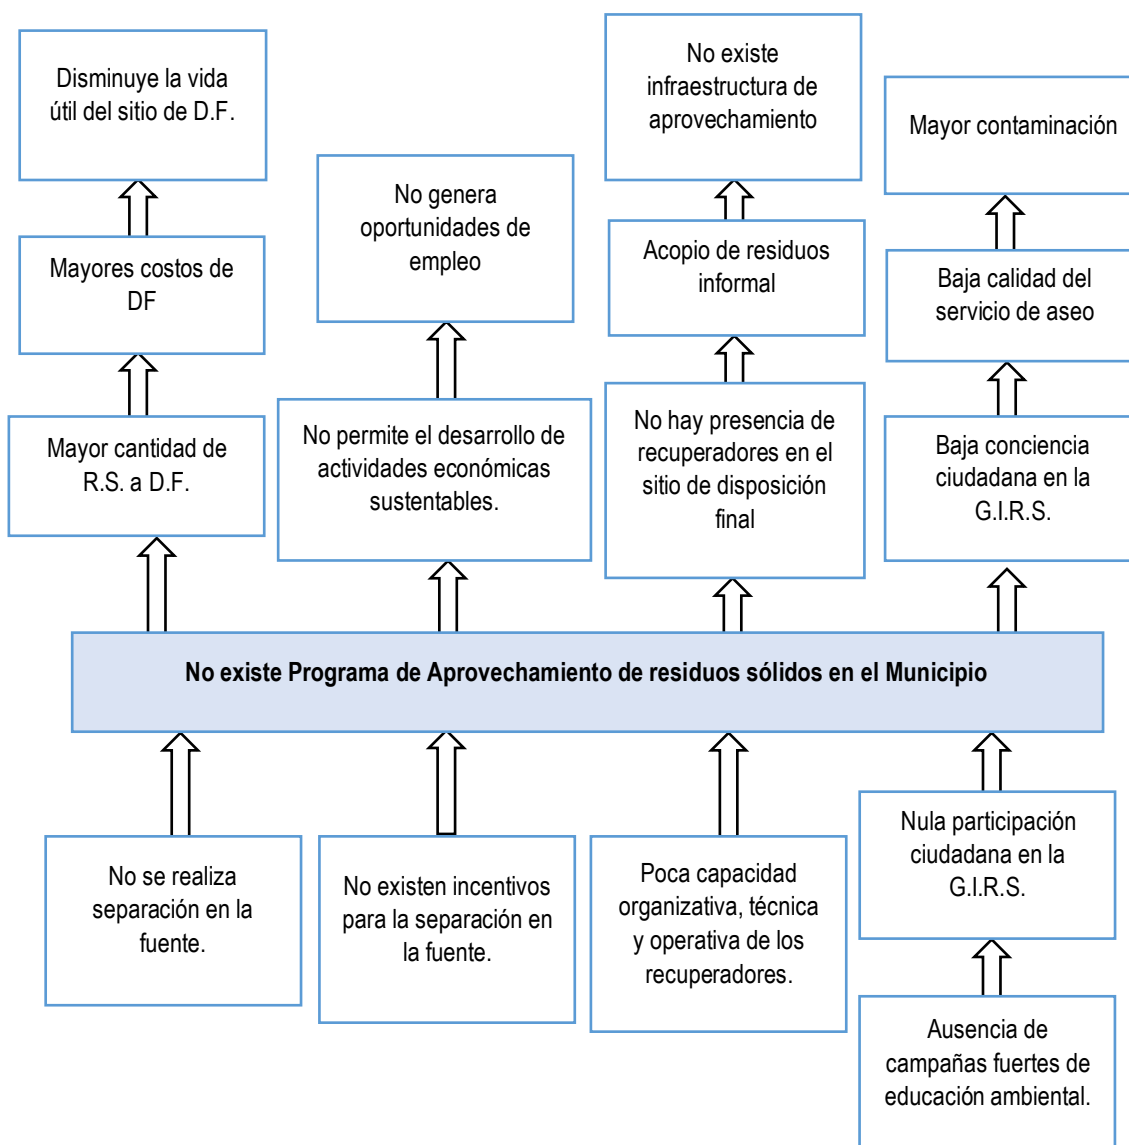 Disminuye la vida
útil del sitio de D.F.
No existe
infraestructura de
aprovechamiento
Mayor contaminación
No genera
oportunidades de
empleo
Mayores costos de
DF
Acopio de residuos
informal
Baja calidad del
servicio de aseo
Mayor cantidad de
R.S. a D.F.
No permite el desarrollo de
actividades económicas
sustentables.
No hay presencia de
recuperadores en el
sitio de disposición
final
Baja conciencia
ciudadana en la
G.I.R.S.
No existe Programa de Aprovechamiento de residuos sólidos en el Municipio
No se realiza
separación en la
fuente.
No existen incentivos
para la separación en
la fuente.
Poca capacidad
organizativa, técnica
y operativa de los
recuperadores.
Nula participación
ciudadana en la
G.I.R.S.
Ausencia de
campañas fuertes de
educación ambiental.